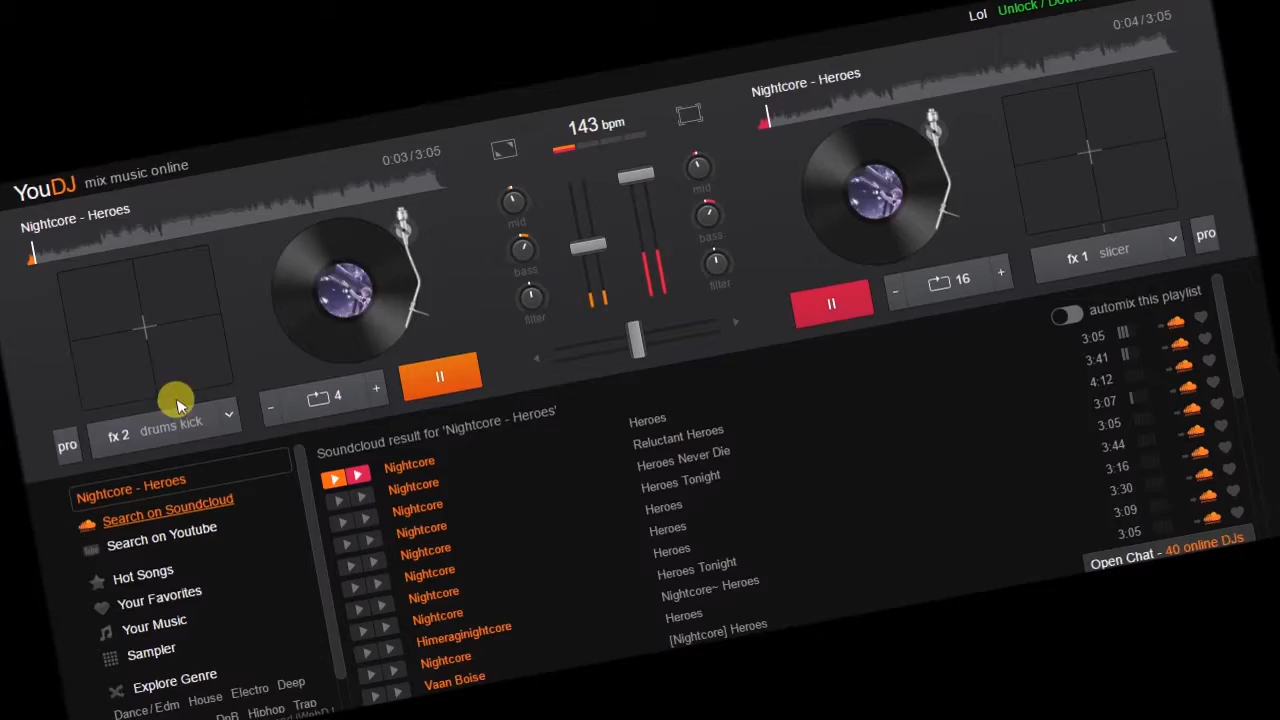 Lol Unlock /
YouDJ mix music online
Nightcore - Heroes
0:03 / 3:05
143 bpm
Nightcore - Heroes
0:04 / 3:05
mid
bass
filter
mid
bass
filter
pro
fx 2 drums kick
- 4 +
- 16 +
fx 1 slicer
pro
Nightcore - Heroes
Search on Soundcloud
Search on Youtube
Hot Songs
Your Favorites
Your Music
Sampler
Explore Genre
Dance / Edm House Electro Deep
DnB Hiphop Trap
Soundcloud result for 'Nightcore - Heroes'
automix this playlist
Nightcore Heroes 3:05
Nightcore Reluctant Heroes 3:41
Nightcore Heroes Never Die 4:12
Nightcore Heroes Tonight 3:07
Nightcore Heroes 3:05
Nightcore Heroes 3:44
Nightcore Heroes 3:16
Nightcore Heroes Tonight 3:30
Himeraginightcore Nightcore~ Heroes 3:09
Nightcore Heroes 3:05
Vaan Boise [Nightcore] Heroes
Open Chat - 40 online DJs